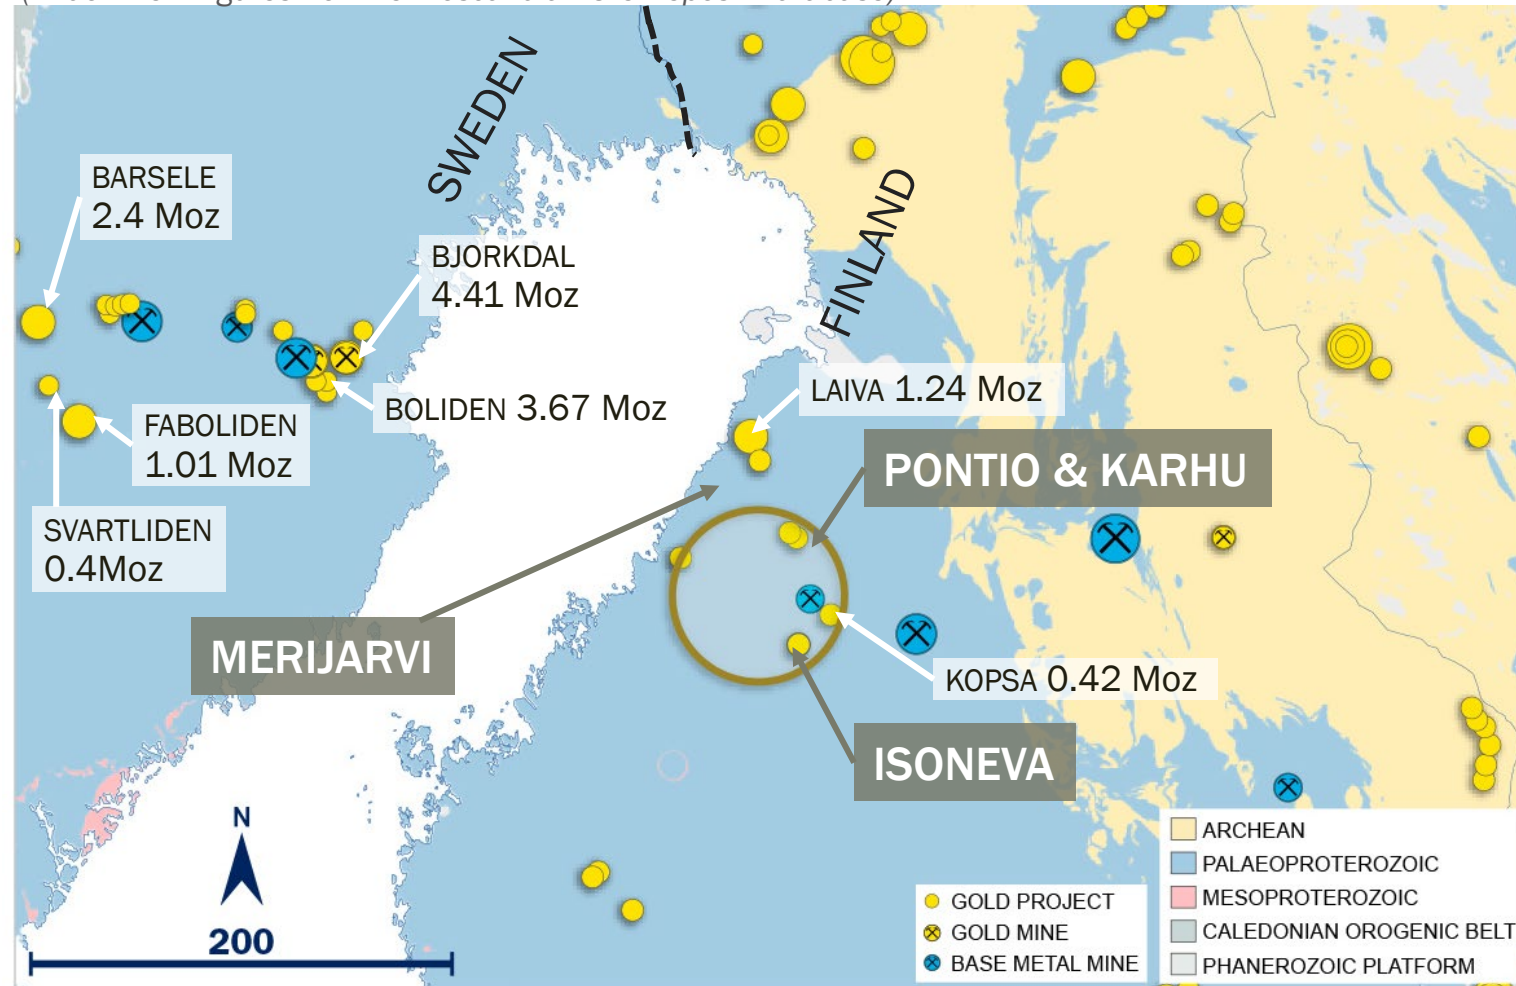 SWEDEN
FINLAND
BARSELE
2.4 Moz
BJORKDAL
4.41 Moz
BOLIDEN 3.67 Moz
FABOLIDEN
1.01 Moz
SVARTLIDEN
0.4Moz
LAIVA 1.24 Moz
PONTIO & KARHU
MERIJARVI
KOPSA 0.42 Moz
ISONEVA
N
200
GOLD PROJECT
GOLD MINE
BASE METAL MINE
ARCHEAN
PALAEOPROTEROZOIC
MESOPROTEROZOIC
CALEDONIAN OROGENIC BELT
PHANEROZOIC PLATFORM